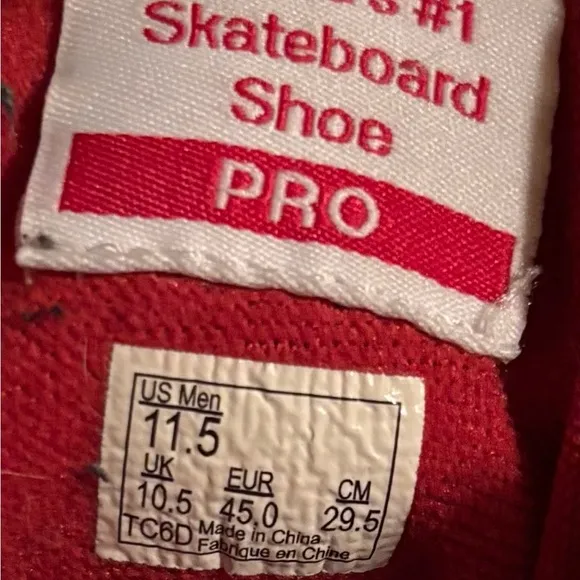 #1
Skateboard
Shoe
PRO
US Men
11.5
UK EUR CM
10.5 45.0 29.5
TC6D Made in China
Fabrique en Chine